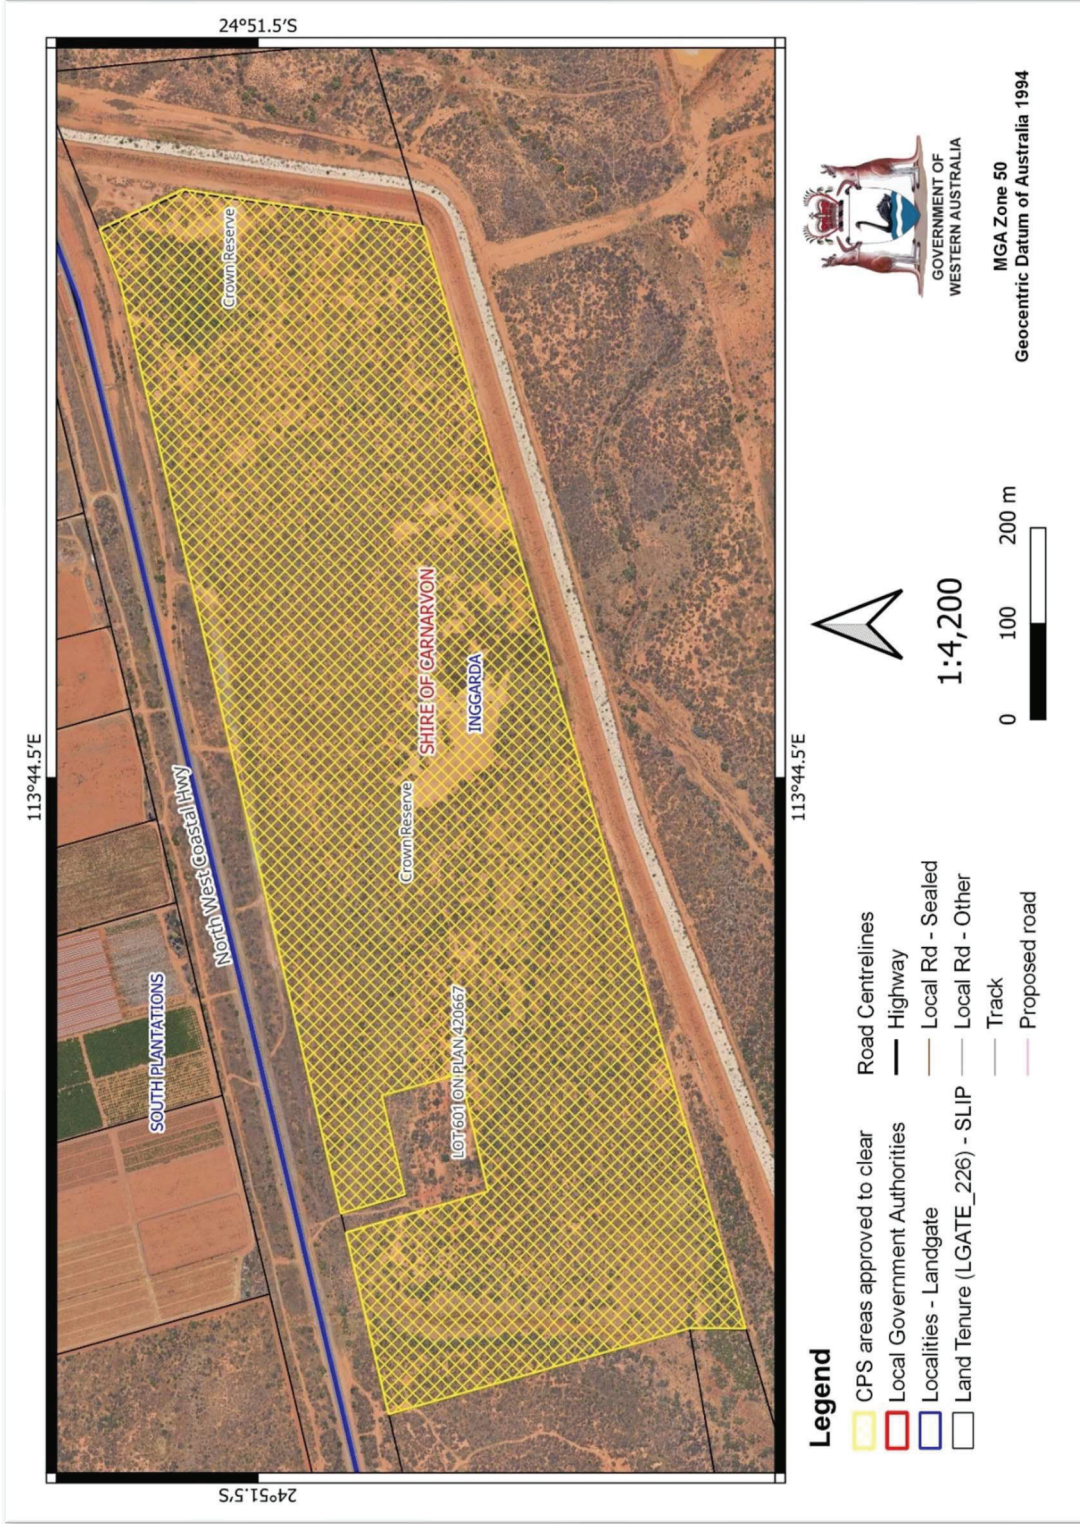 24°51.5'S
113°44.5'E
Crown Reserve
North West Coastal Hwy
SHIRE OF CARNARVON
INGGARDA
Crown Reserve
SOUTH PLANTATIONS
LOT 601 ON PLAN 420667
113°44.5'E
24°51.5'S
Legend
CPS areas approved to clear
Local Government Authorities
Localities - Landgate
Land Tenure (LGATE_226) - SLIP
Road Centrelines
Highway
Local Rd - Sealed
Local Rd - Other
Track
Proposed road
1:4,200
0 100 200 m
GOVERNMENT OF
WESTERN AUSTRALIA
MGA Zone 50
Geocentric Datum of Australia 1994